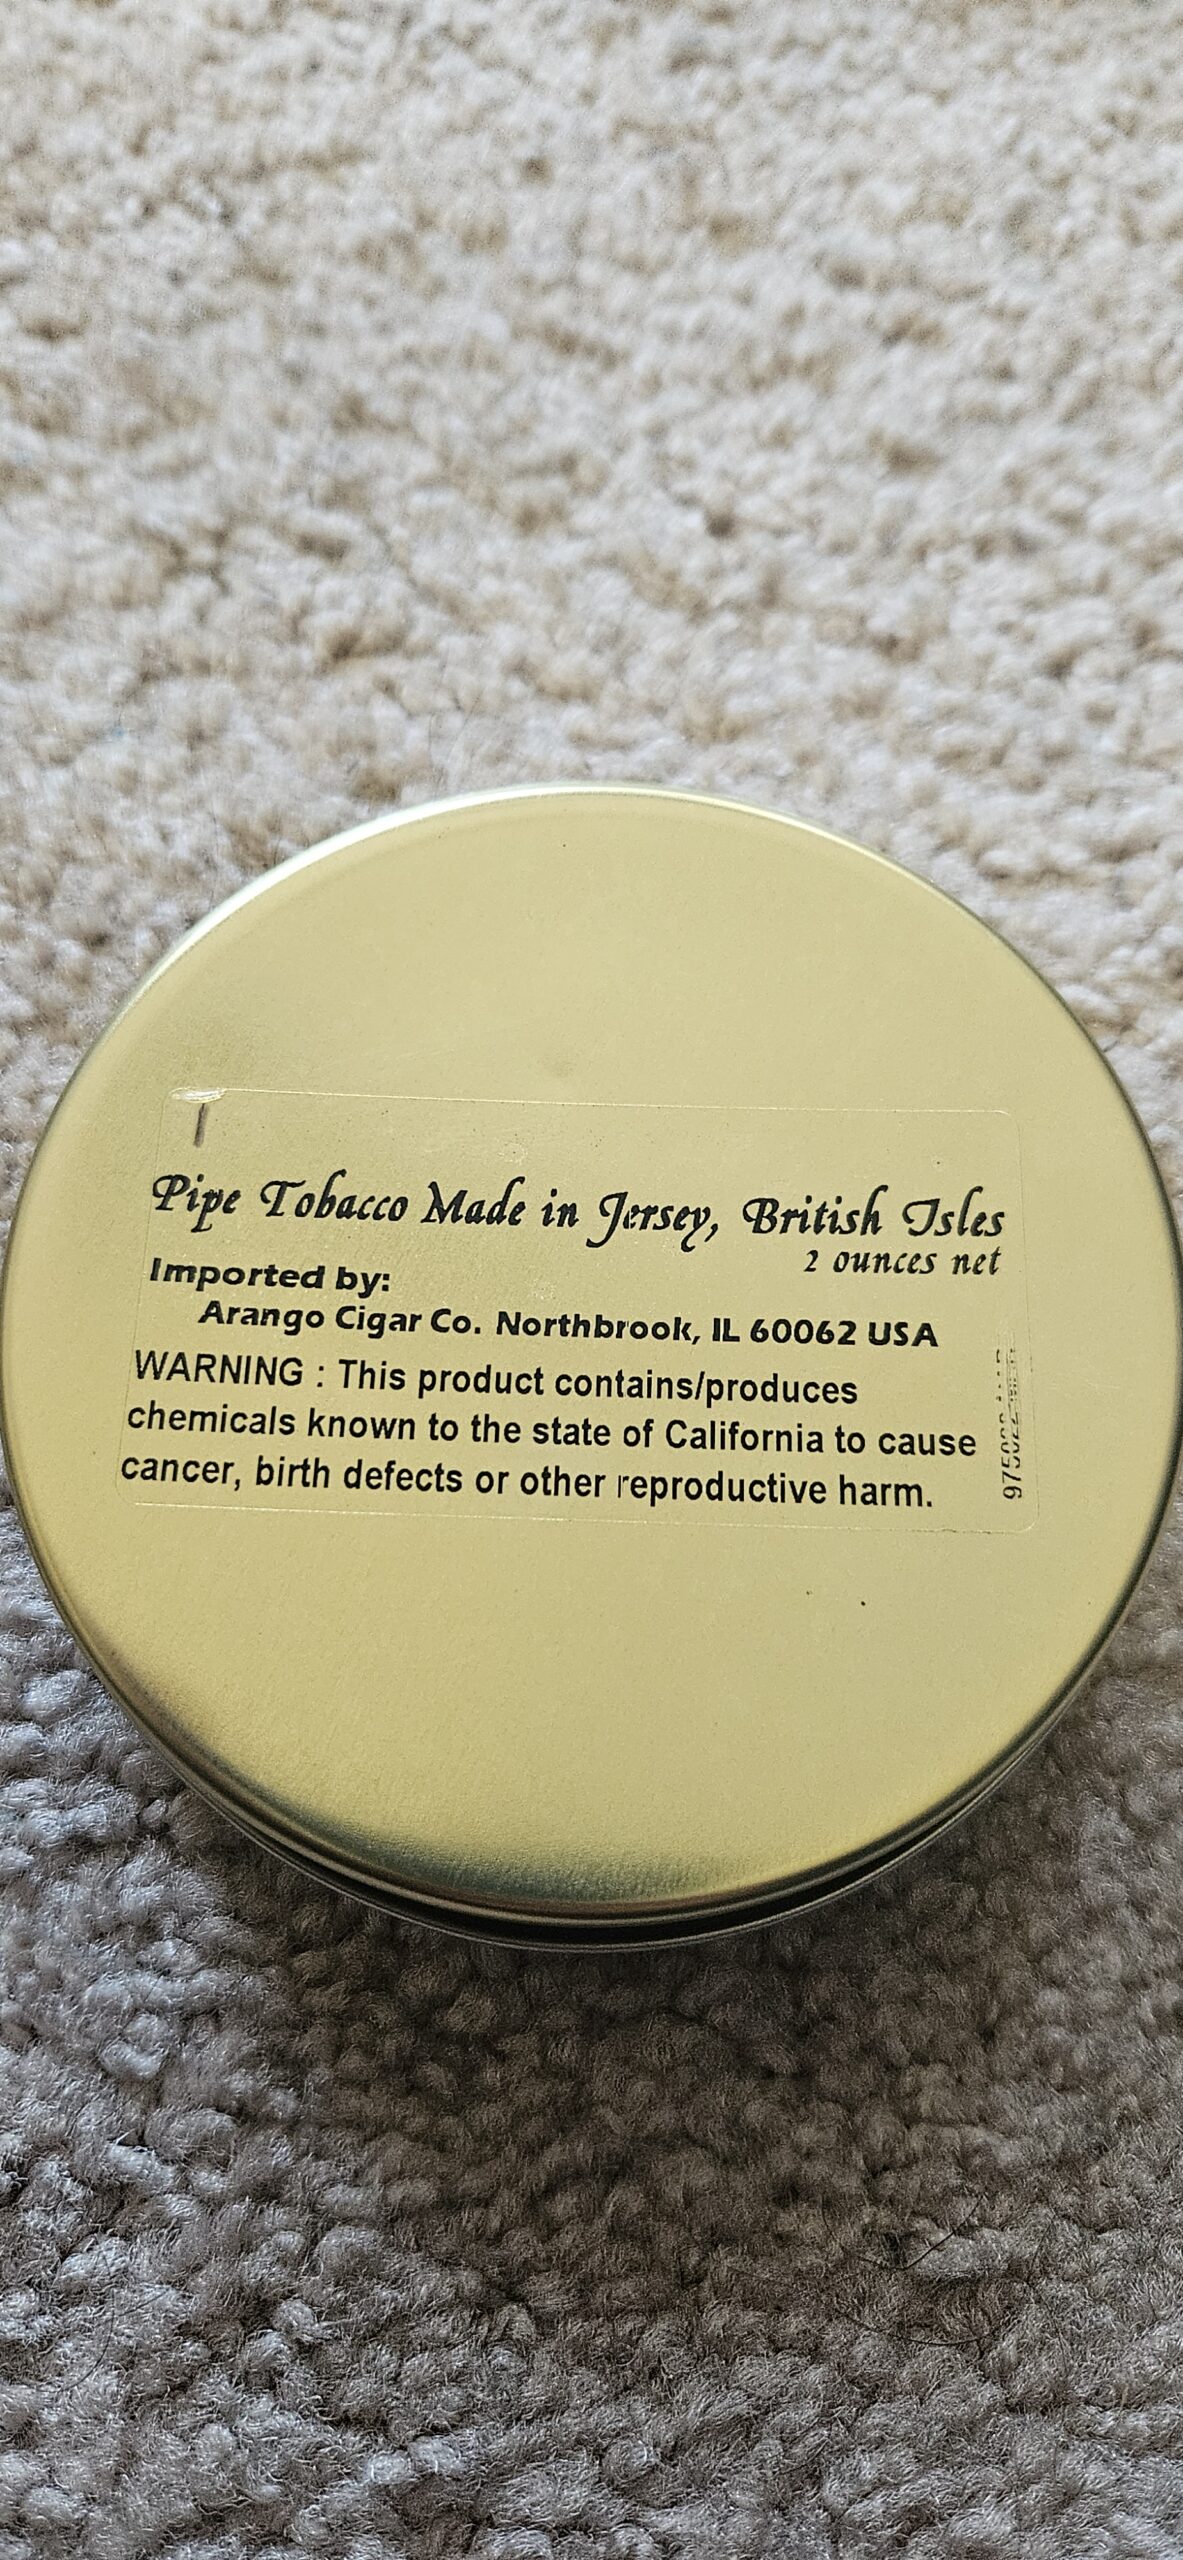 Pipe Tobacco Made in Jersey, British Isles
2 ounces net
Imported by:
Arango Cigar Co. Northbrook, IL 60062 USA
WARNING : This product contains/produces
chemicals known to the state of California to cause
cancer, birth defects or other reproductive harm.